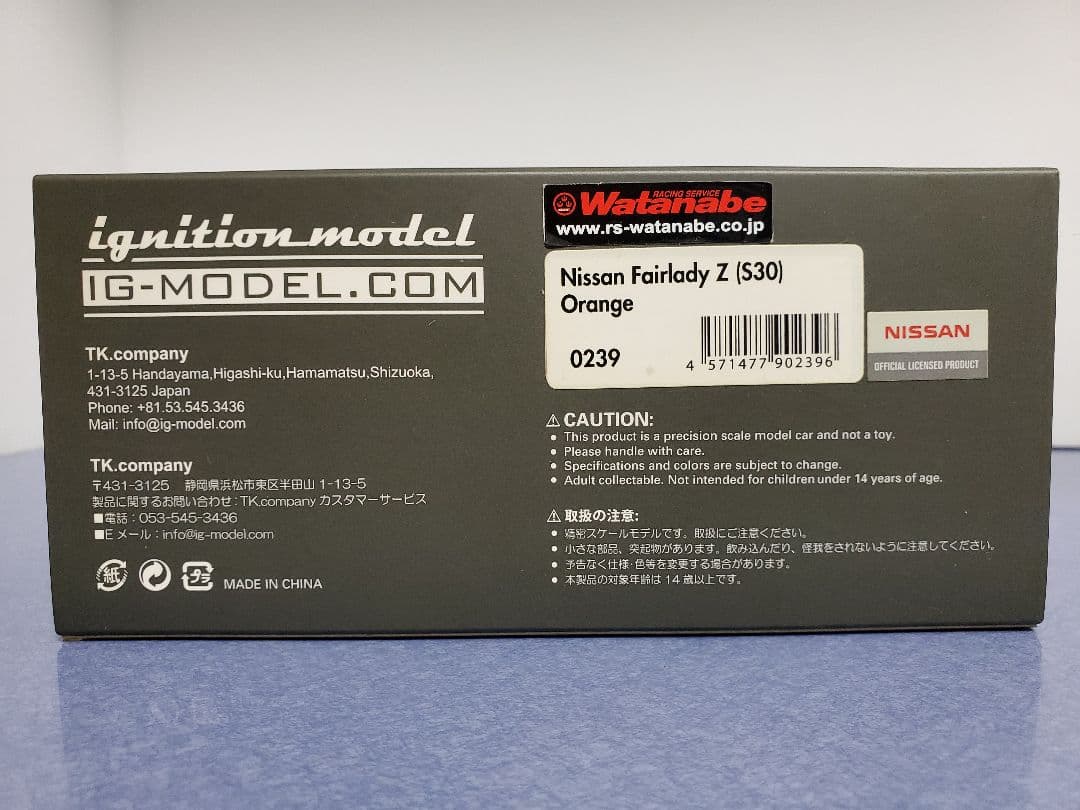 ignition model
IG-MODEL.COM
TK.company
1-13-5 Handayama,Higashi-ku,Hamamatsu,Shizuoka,
431-3125 Japan
Phone: +81.53.545.3436
Mail: info@ig-model.com
TK.company
〒431-3125 静岡県浜松市東区半田山 1-13-5
製品に関するお問い合わせ:TK.company カスタマーサービス
■電話:053-545-3436
■E メール:info@ig-model.com
紙
プラ
MADE IN CHINA
RACING SERVICE
Watanabe
www.rs-watanabe.co.jp
Nissan Fairlady Z (S30)
Orange
0239
4 571477 902396
NISSAN
OFFICIAL LICENSED PRODUCT
⚠ CAUTION:
• This product is a precision scale model car and not a toy.
• Please handle with care.
• Specifications and colors are subject to change.
• Adult collectable. Not intended for children under 14 years of age.
⚠ 取扱の注意:
• 精密スケールモデルです。取扱にご注意ください。
• 小さな部品、突起物があります。飲み込んだり、怪我をされないように注意してください。
• 予告なく仕様・色等を変更する場合があります。
• 本製品の対象年齢は 14 歳以上です。